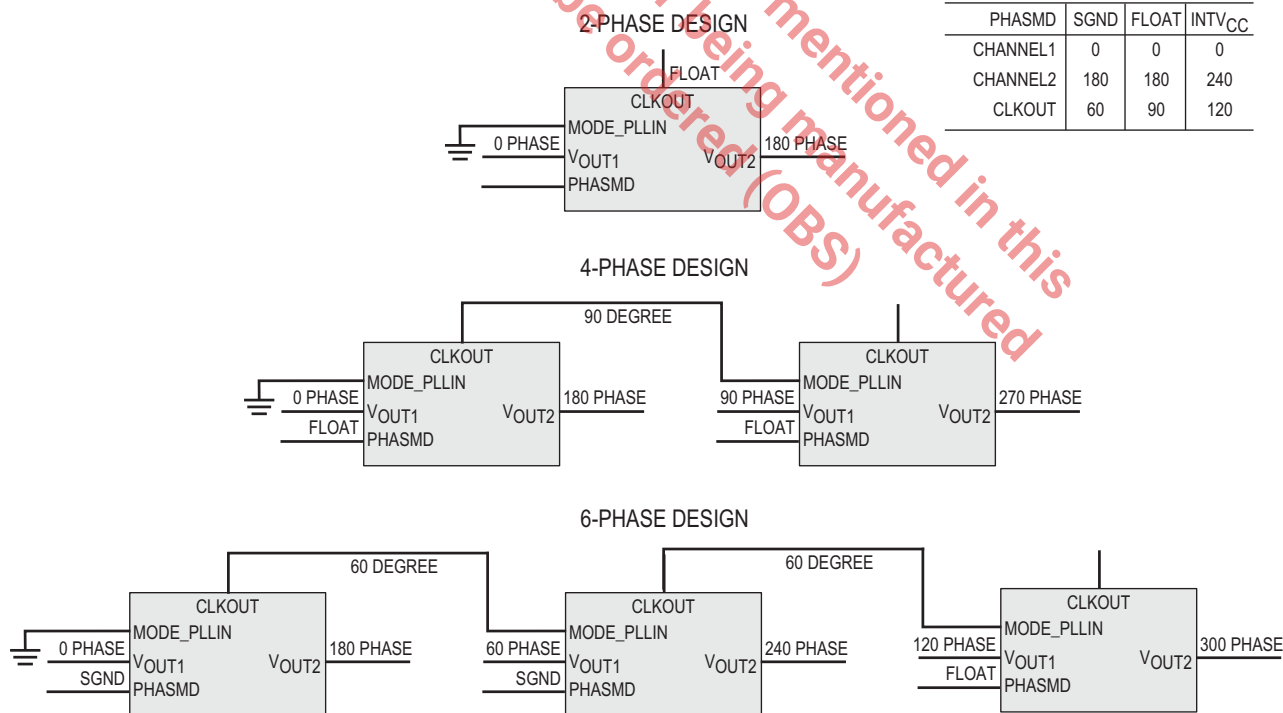 2-PHASE DESIGN
FLOAT
CLKOUT
MODE_PLLIN
0 PHASE
VOUT1
VOUT2
180 PHASE
PHASMD
PHASMD SGND FLOAT INTVCC
CHANNEL1 0 0 0
CHANNEL2 180 180 240
CLKOUT 60 90 120
mentioned in this
being manufactured
be ordered (OBS)
4-PHASE DESIGN
90 DEGREE
CLKOUT
MODE_PLLIN
0 PHASE
VOUT1
VOUT2
180 PHASE
FLOAT
PHASMD
CLKOUT
MODE_PLLIN
90 PHASE
VOUT1
VOUT2
270 PHASE
FLOAT
PHASMD
6-PHASE DESIGN
60 DEGREE
CLKOUT
MODE_PLLIN
0 PHASE
VOUT1
VOUT2
180 PHASE
SGND
PHASMD
60 DEGREE
CLKOUT
MODE_PLLIN
60 PHASE
VOUT1
VOUT2
240 PHASE
SGND
PHASMD
CLKOUT
MODE_PLLIN
120 PHASE
VOUT1
VOUT2
300 PHASE
FLOAT
PHASMD